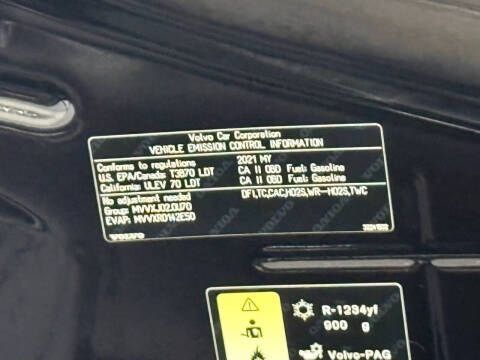 Volvo Car Corporation
VEHICLE EMISSION CONTROL INFORMATION
Conforms to regulations 2021 MY
U.S. EPA/Canada: T3B70 LDT CA II OBD Fuel: Gasoline
California: ULEV 70 LDT CA II OBD Fuel: Gasoline
No adjustment needed DFI,TC,CAC,HO2S,WR-HO2S,TWC
Group: MVVXJ02.0U70
EVAP: MVVXR0142E50
VOLVO
R-1234yf
900 g
Volvo-PAG